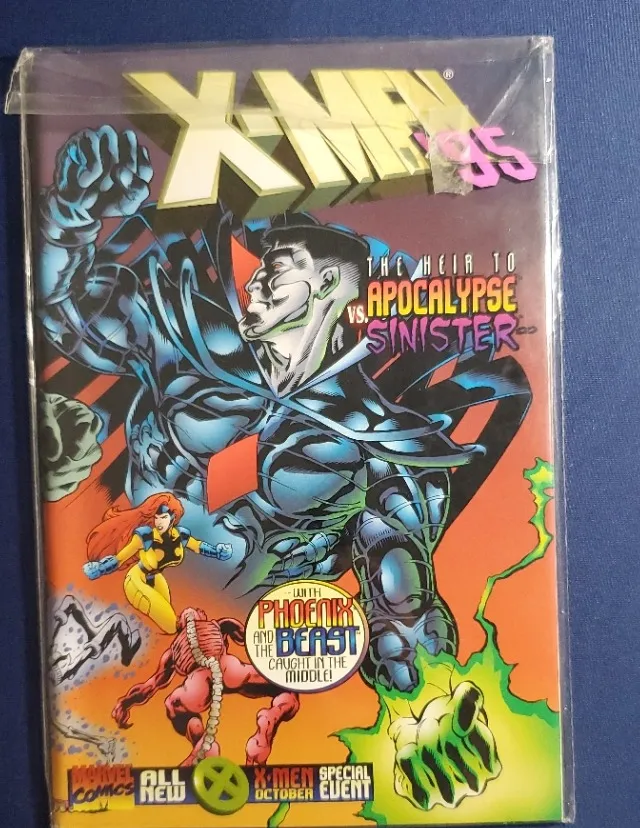 X-MEN ® '95
THE HEIR TO
VS. APOCALYPSE
SINISTER
WITH
PHOENIX
AND THE BEAST
CAUGHT IN THE
MIDDLE!
MARVEL
COMICS
ALL
NEW
X
X-MEN
OCTOBER
SPECIAL
EVENT